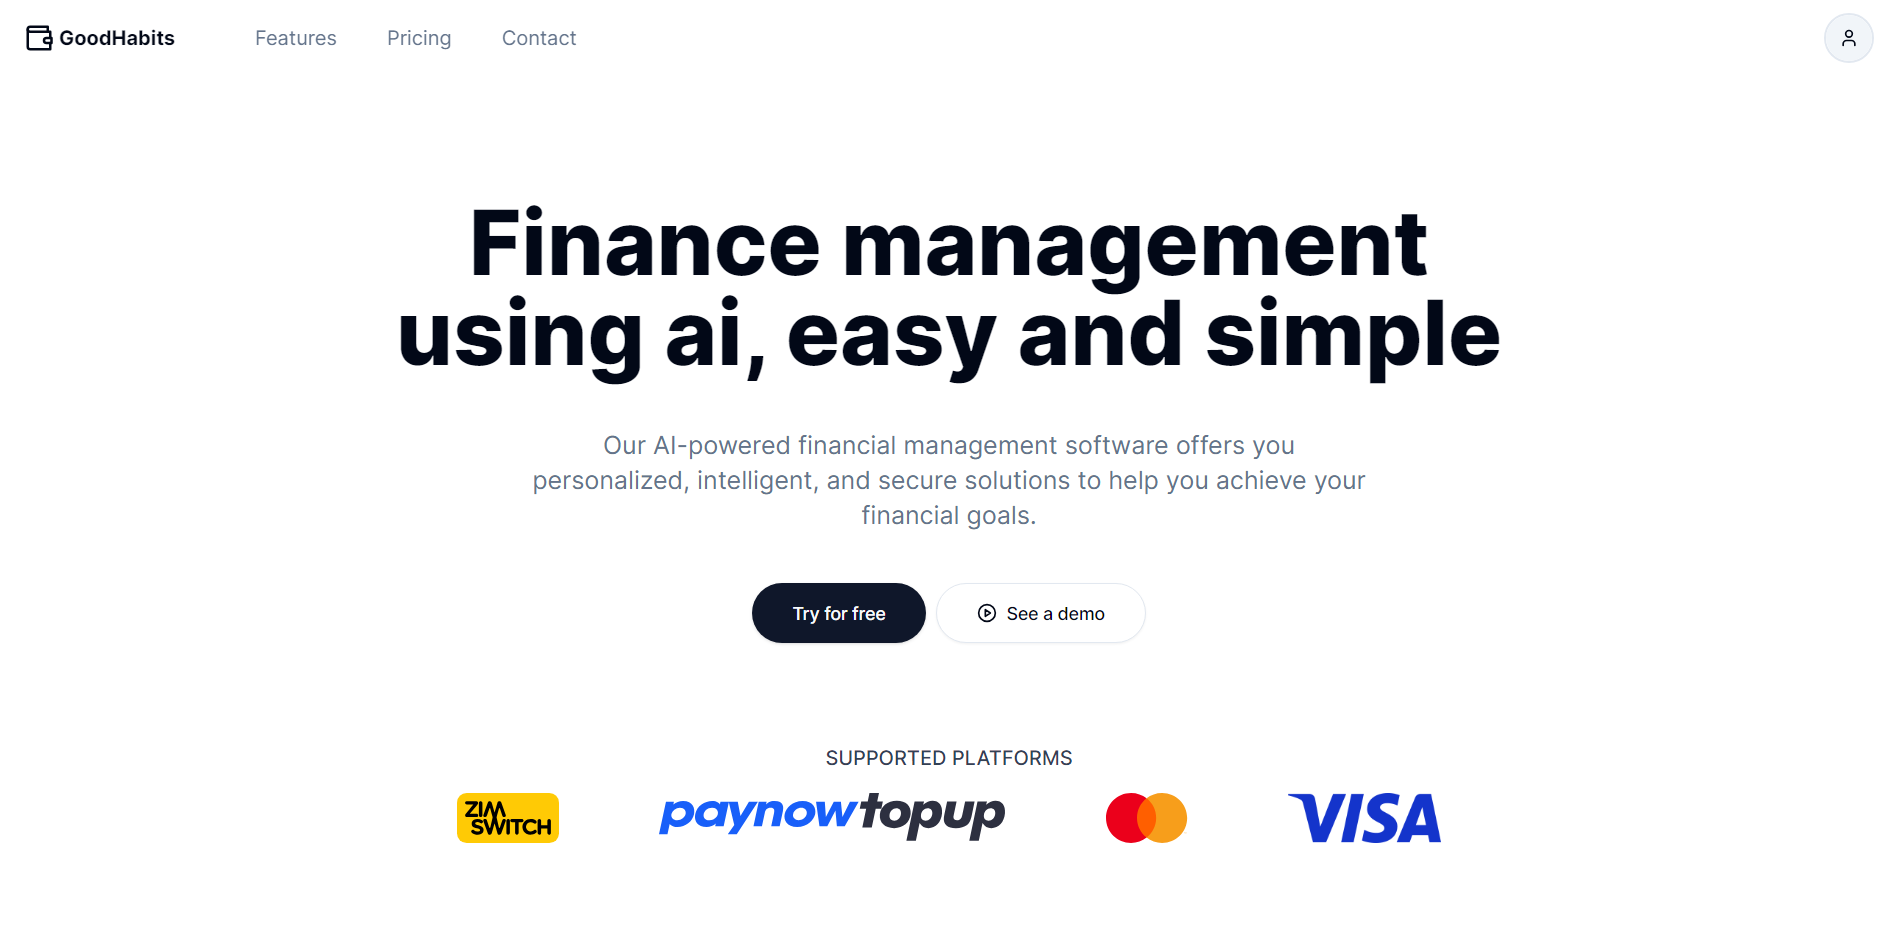 GoodHabits
Features
Pricing
Contact
Finance management
using ai, easy and simple
Our AI-powered financial management software offers you
personalized, intelligent, and secure solutions to help you achieve your
financial goals.
Try for free
See a demo
SUPPORTED PLATFORMS
ZIM
SWITCH
paynow topup
VISA